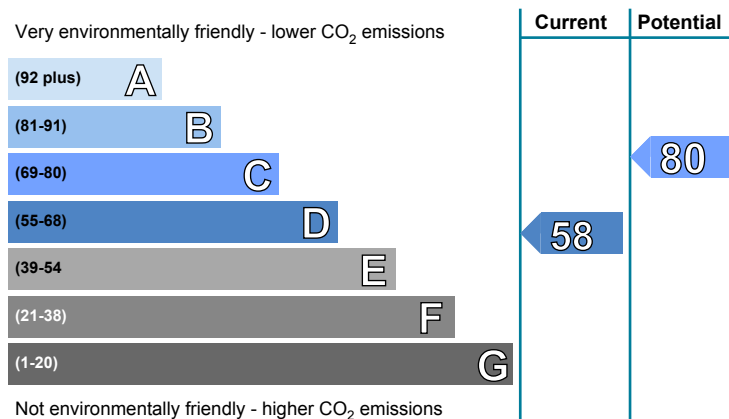 Very environmentally friendly - lower CO₂ emissions
Current
Potential
(92 plus) A
(81-91) B
(69-80) C
80
(55-68) D
58
(39-54 E
(21-38) F
(1-20) G
Not environmentally friendly - higher CO₂ emissions